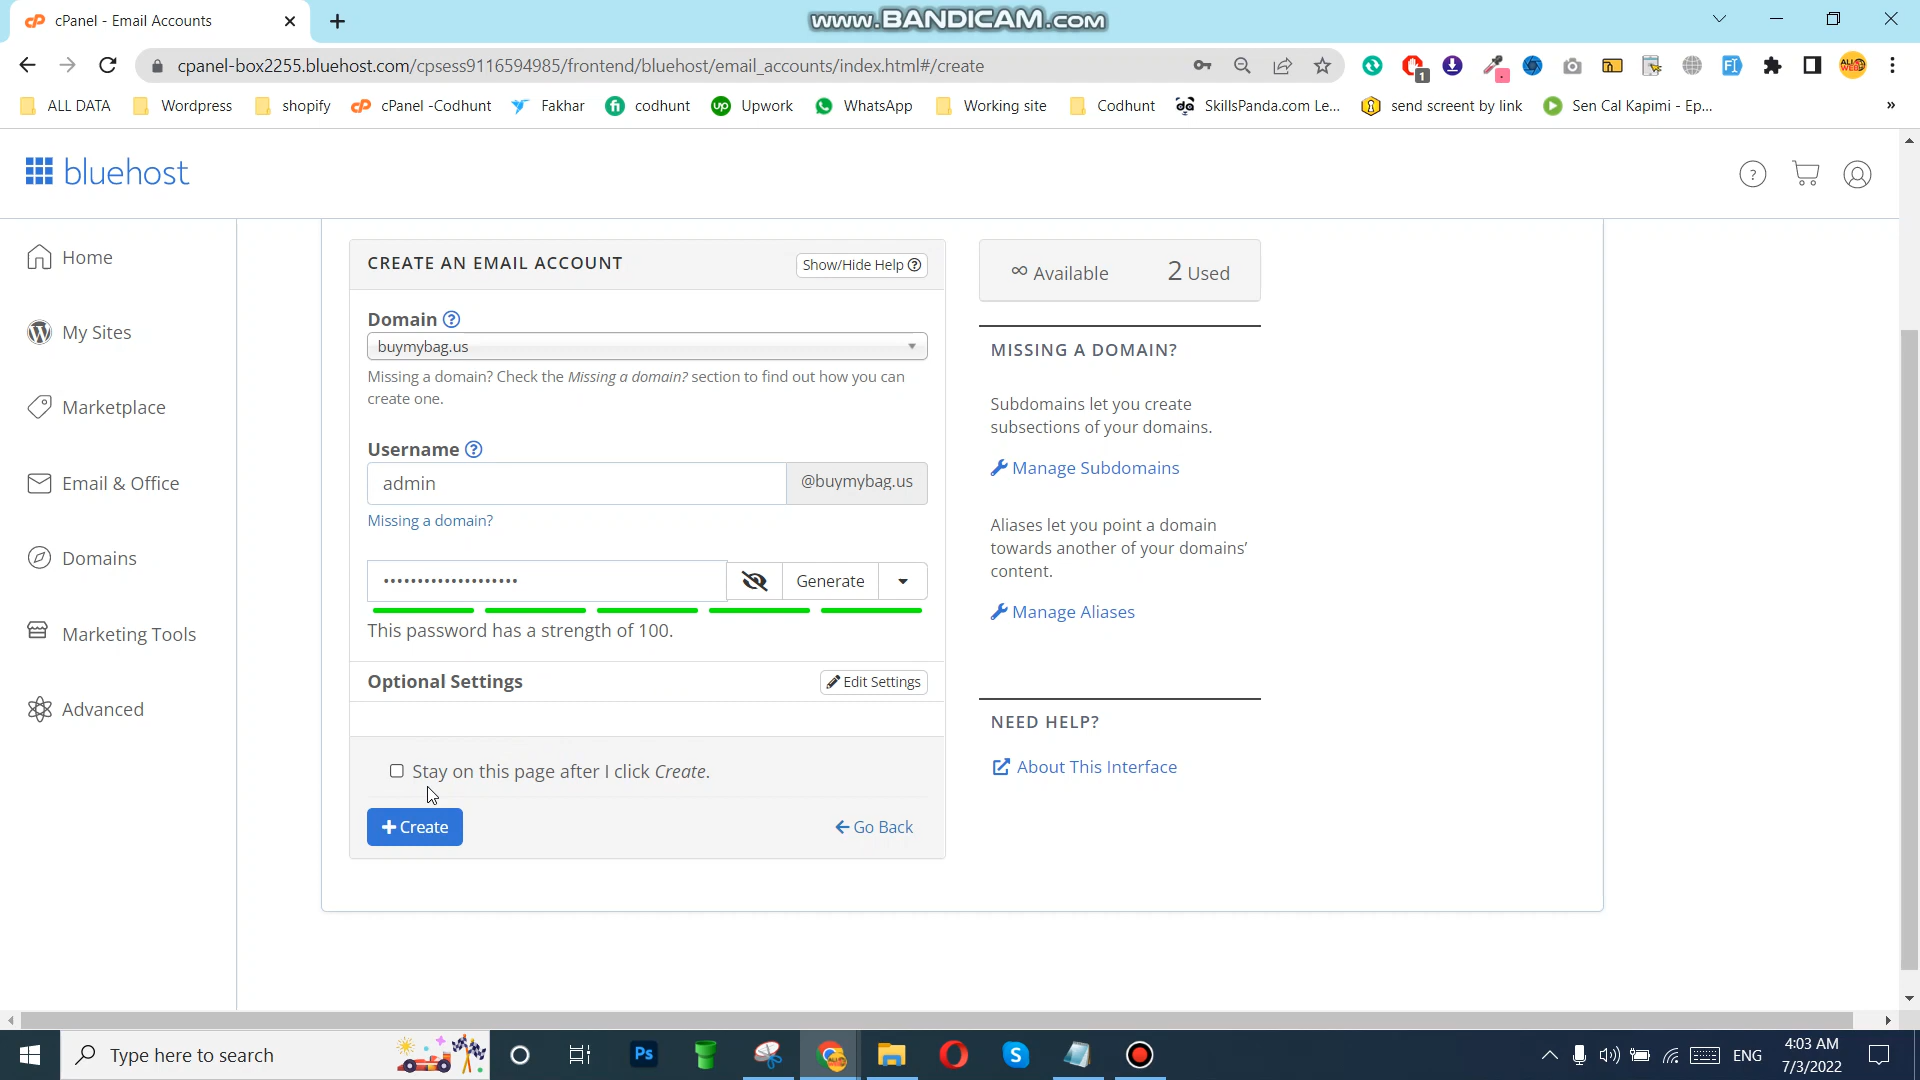 cPanel - Email Accounts
www.BANDICAM.com
cpanel-box2255.bluehost.com/cpsess9116594985/frontend/bluehost/email_accounts/index.html#/create
1
ALL DATA
Wordpress
shopify
cPanel -Codhunt
Fakhar
codhunt
Upwork
WhatsApp
Working site
Codhunt
SkillsPanda.com Le...
send screent by link
Sen Cal Kapimi - Ep...
»
bluehost
Home
My Sites
Marketplace
Email & Office
Domains
Marketing Tools
Advanced
CREATE AN EMAIL ACCOUNT
Show/Hide Help
Domain
buymybag.us
Missing a domain? Check the Missing a domain? section to find out how you can
create one.
Username
admin
@buymybag.us
Missing a domain?
•••••••••••••••••••
Generate
This password has a strength of 100.
Optional Settings
Edit Settings
Stay on this page after I click Create.
Create
Go Back
∞ Available
2 Used
MISSING A DOMAIN?
Subdomains let you create
subsections of your domains.
Manage Subdomains
Aliases let you point a domain
towards another of your domains’
content.
Manage Aliases
NEED HELP?
About This Interface
Type here to search
Ps
ENG
4:03 AM
7/3/2022